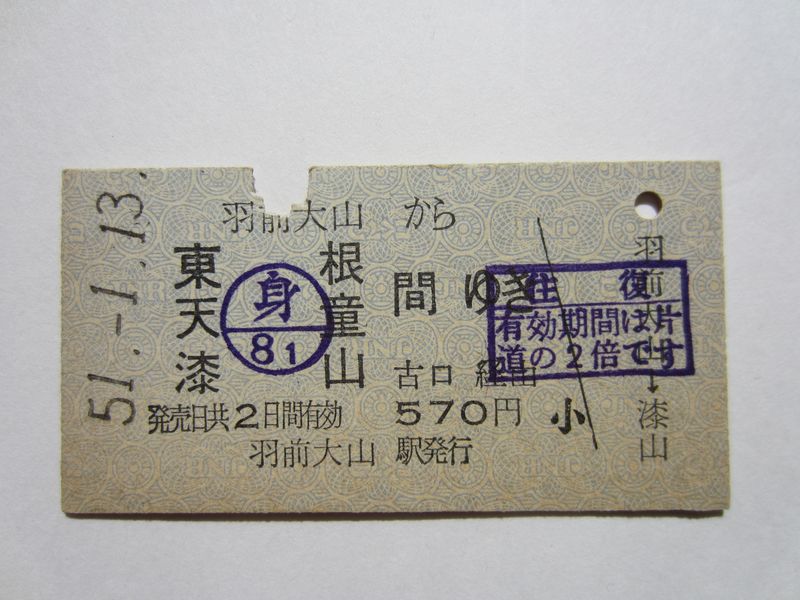 51.-1.13.
羽前大山 から
東根
天童 間 ゆき
漆山
身
81
往復
有効期間は片
道の2倍です
古口 経由
発売日共2日間有効 570円 小
羽前大山 駅発行
羽前大山→漆山